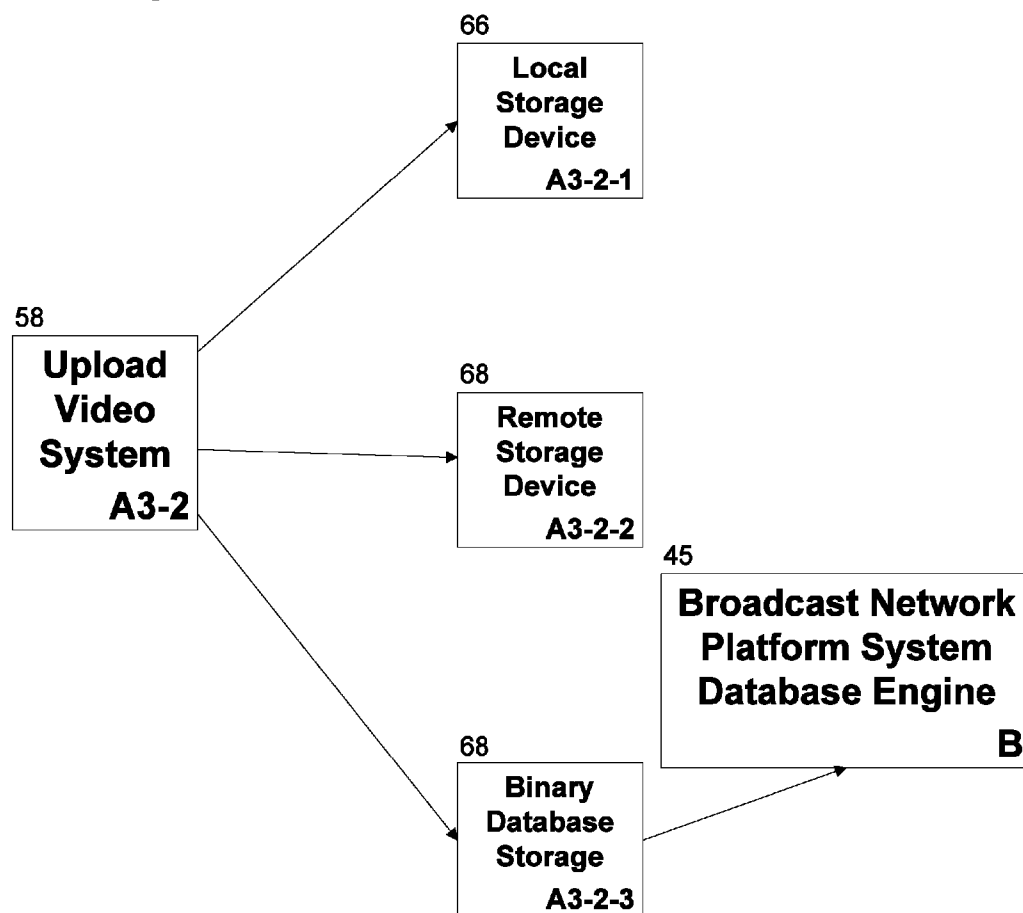 66
Local
Storage
Device
A3-2-1
58
Upload
Video
System
A3-2
68
Remote
Storage
Device
A3-2-2
45
Broadcast Network
Platform System
Database Engine
B
68
Binary
Database
Storage
A3-2-3